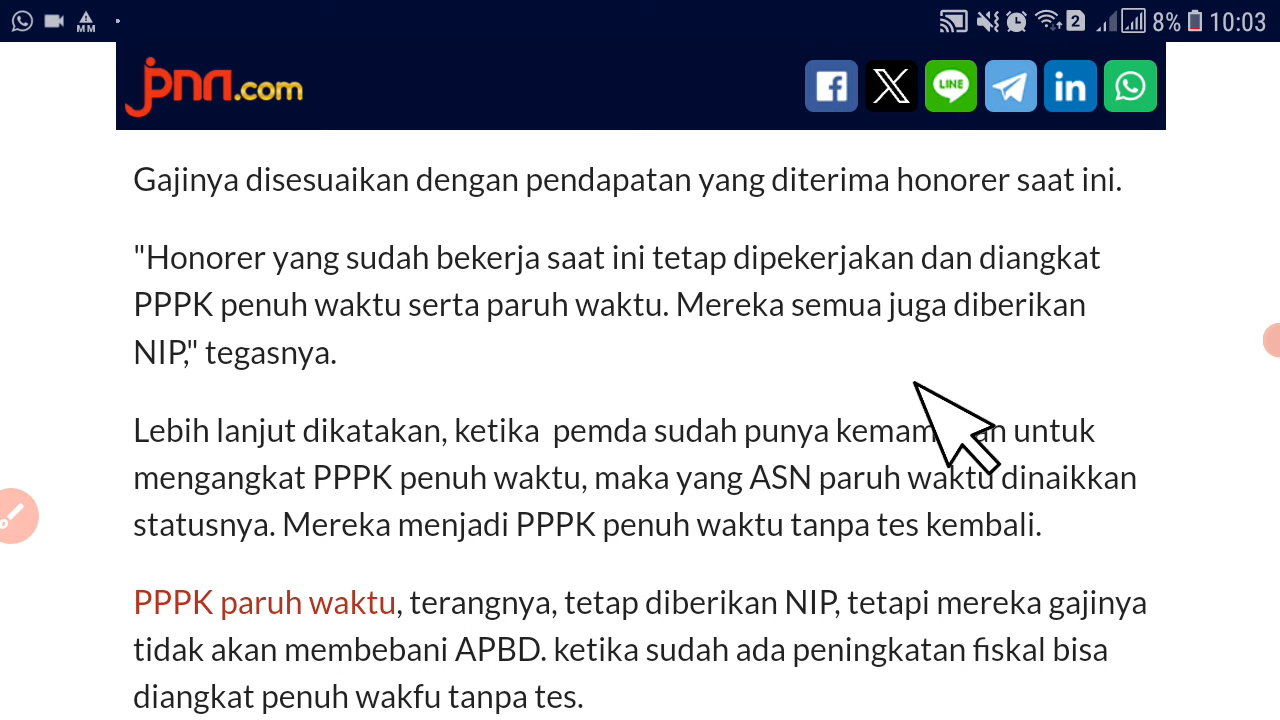 MM
2
8%
10:03
jpnn.com
LINE
Gajinya disesuaikan dengan pendapatan yang diterima honorer saat ini.
"Honorer yang sudah bekerja saat ini tetap dipekerjakan dan diangkat
PPPK penuh waktu serta paruh waktu. Mereka semua juga diberikan
NIP," tegasnya.
Lebih lanjut dikatakan, ketika pemda sudah punya untuk
mengangkat PPPK penuh waktu, maka yang ASN paruh waktu dinaikkan
statusnya. Mereka menjadi PPPK penuh waktu tanpa tes kembali.
PPPK paruh waktu, terangnya, tetap diberikan NIP, tetapi mereka gajinya
tidak akan membebani APBD. ketika sudah ada peningkatan fiskal bisa
diangkat penuh wakfu tanpa tes.